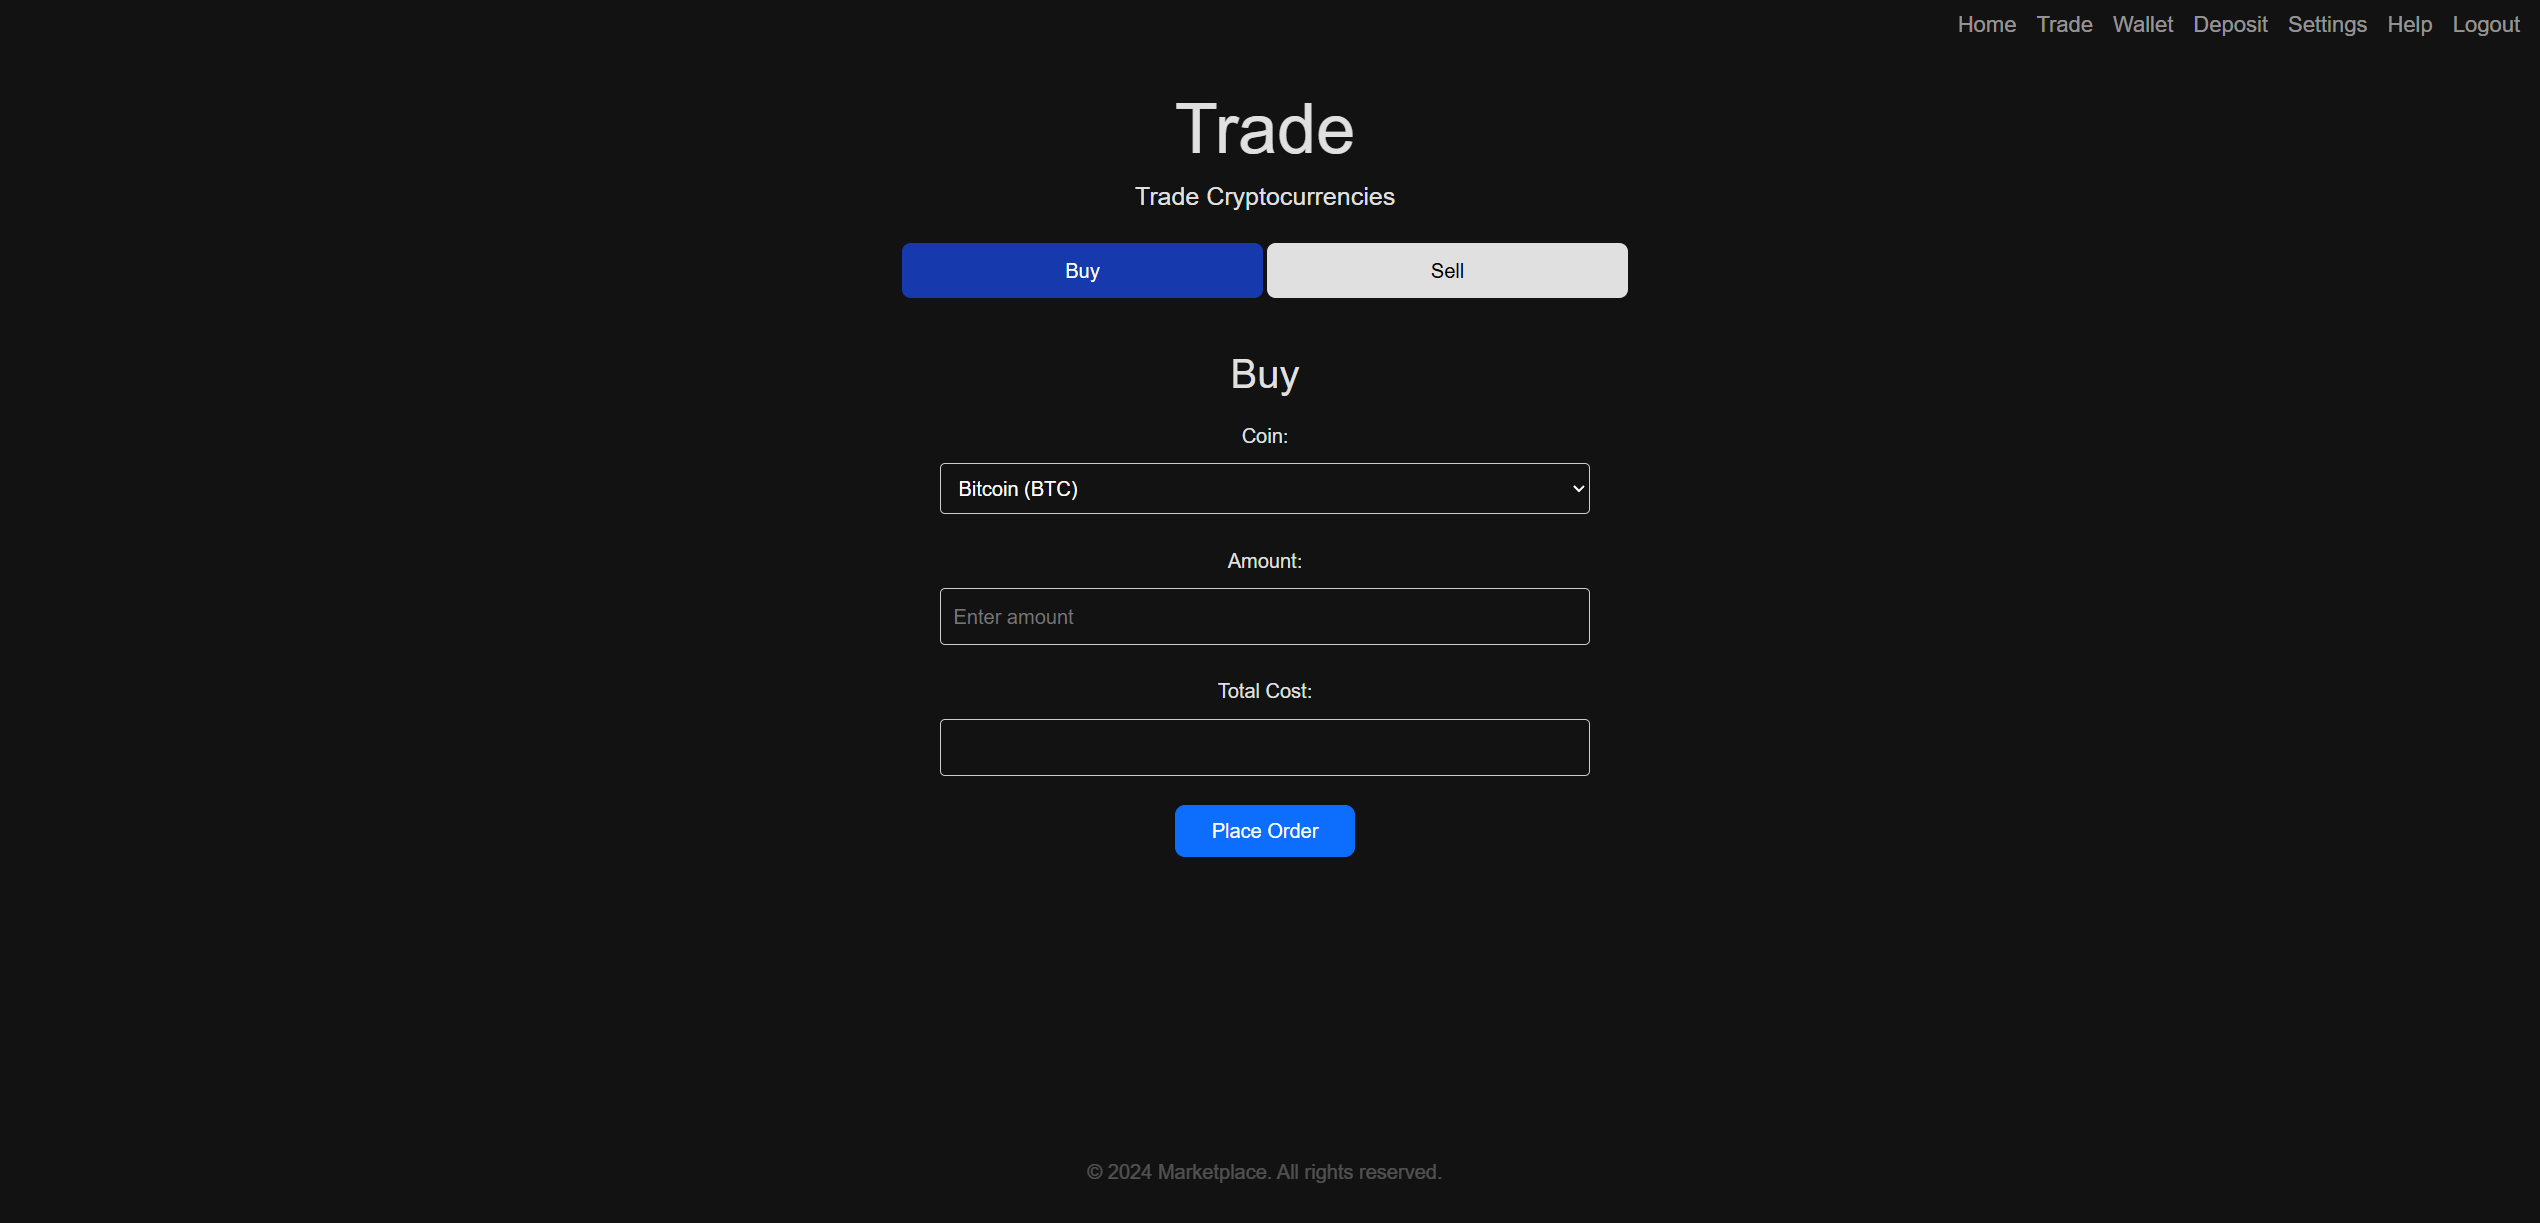 Home Trade Wallet Deposit Settings Help Logout
Trade
Trade Cryptocurrencies
Buy Sell
Buy
Coin:
Bitcoin (BTC)
Amount:
Enter amount
Total Cost:
Place Order
© 2024 Marketplace. All rights reserved.